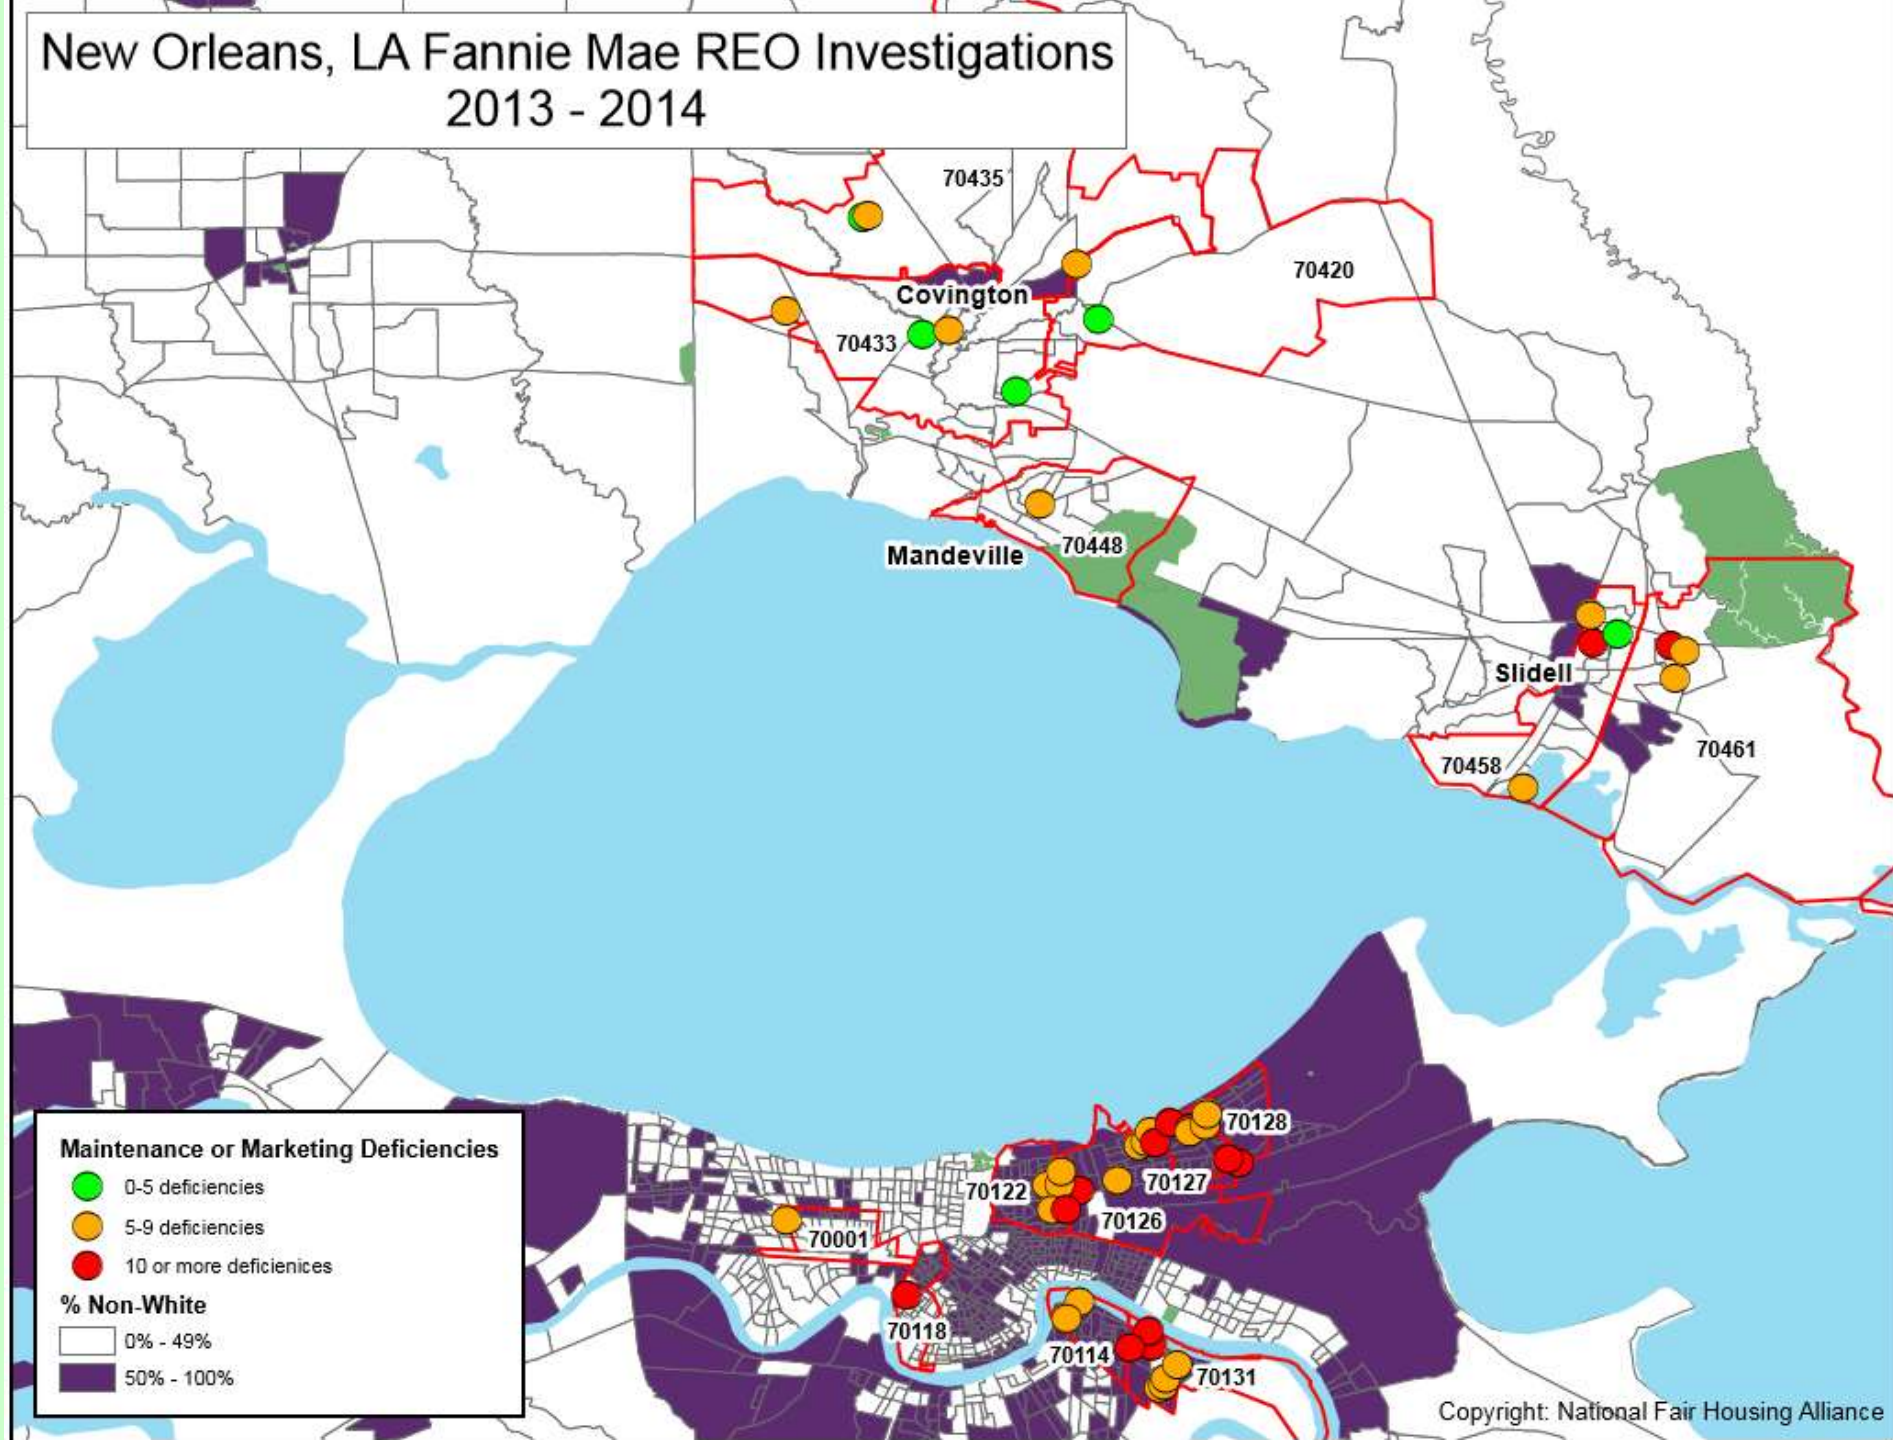 New Orleans, LA Fannie Mae REO Investigations
2013 - 2014
70435
70420
Covington
70433
70448
Mandeville
Slidell
70461
70458
70128
70127
70122
70126
70001
70118
70114
70131
Maintenance or Marketing Deficiencies
0-5 deficiencies
5-9 deficiencies
10 or more deficienices
% Non-White
0% - 49%
50% - 100%
Copyright: National Fair Housing Alliance